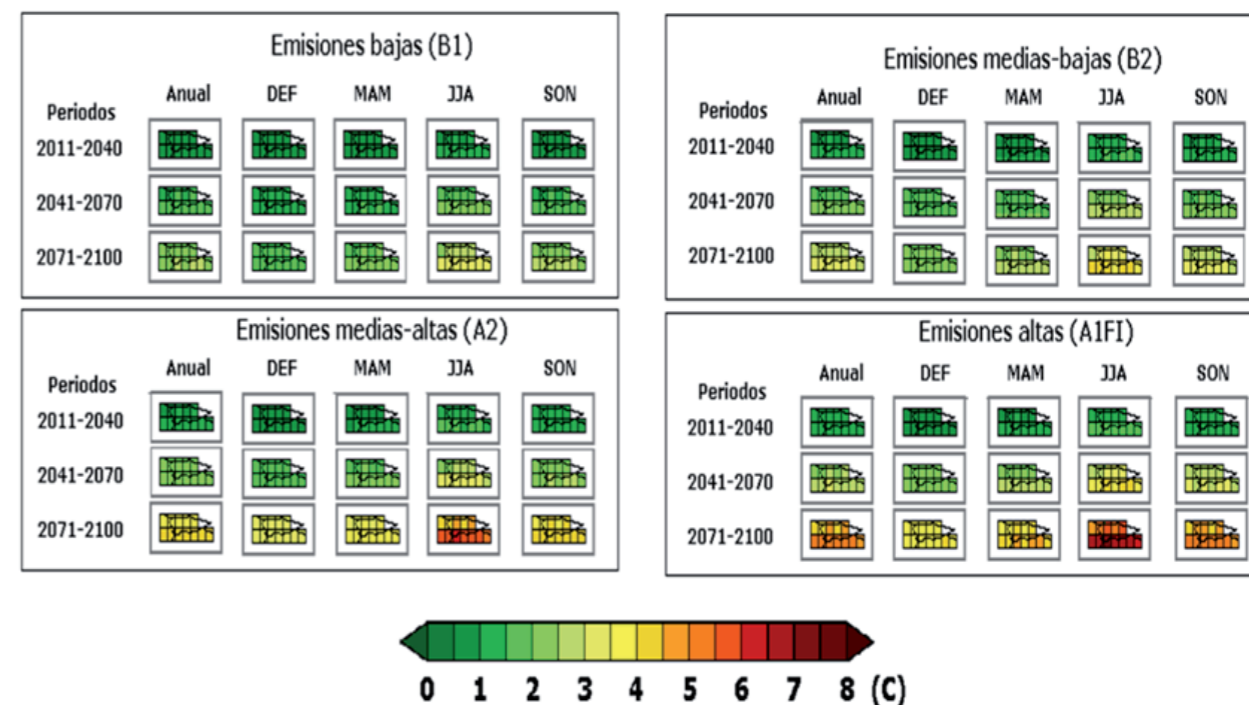 Emisiones bajas (B1)
Periodos Anual DEF MAM JJA SON
2011-2040
2041-2070
2071-2100
Emisiones medias-bajas (B2)
Periodos Anual DEF MAM JJA SON
2011-2040
2041-2070
2071-2100
Emisiones medias-altas (A2)
Periodos Anual DEF MAM JJA SON
2011-2040
2041-2070
2071-2100
Emisiones altas (A1FI)
Periodos Anual DEF MAM JJA SON
2011-2040
2041-2070
2071-2100
0 1 2 3 4 5 6 7 8 (C)